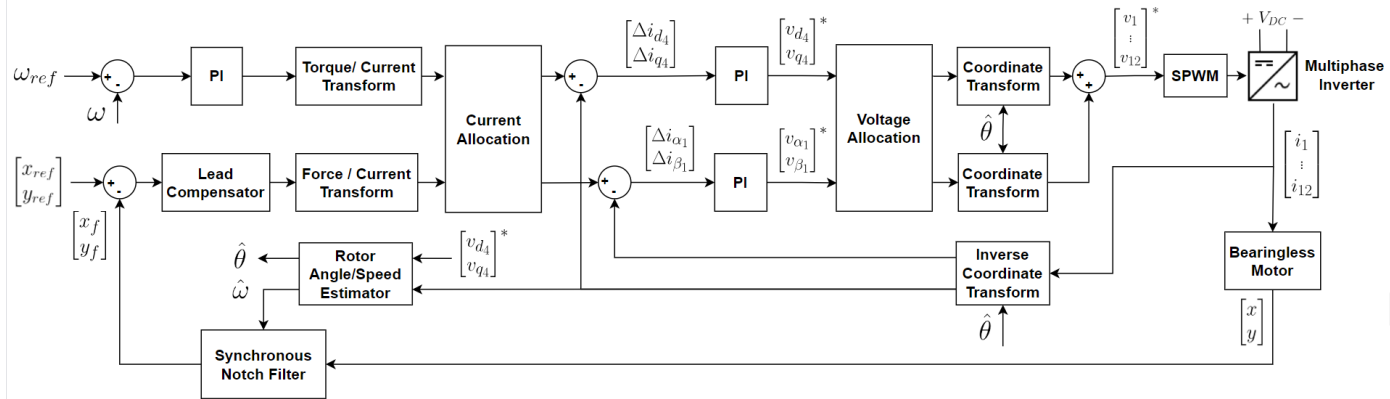 ω_ref
+
-
ω
PI
Torque/ Current
Transform
Current
Allocation
+
-
[Δi_d4
Δi_q4]
PI
[v_d4
v_q4]*
Voltage
Allocation
Coordinate
Transform
θ̂
+
+
[v_1
⋮
v_12]*
SPWM
+ V_DC −
Multiphase
Inverter
[x_ref
y_ref]
+
-
[x_f
y_f]
Lead
Compensator
Force / Current
Transform
+
-
[Δi_α1
Δi_β1]
PI
[v_α1
v_β1]*
Coordinate
Transform
[i_1
⋮
i_12]
θ̂
ω̂
Rotor
Angle/Speed
Estimator
[v_d4
v_q4]*
Inverse
Coordinate
Transform
θ̂
Bearingless
Motor
[x
y]
Synchronous
Notch Filter